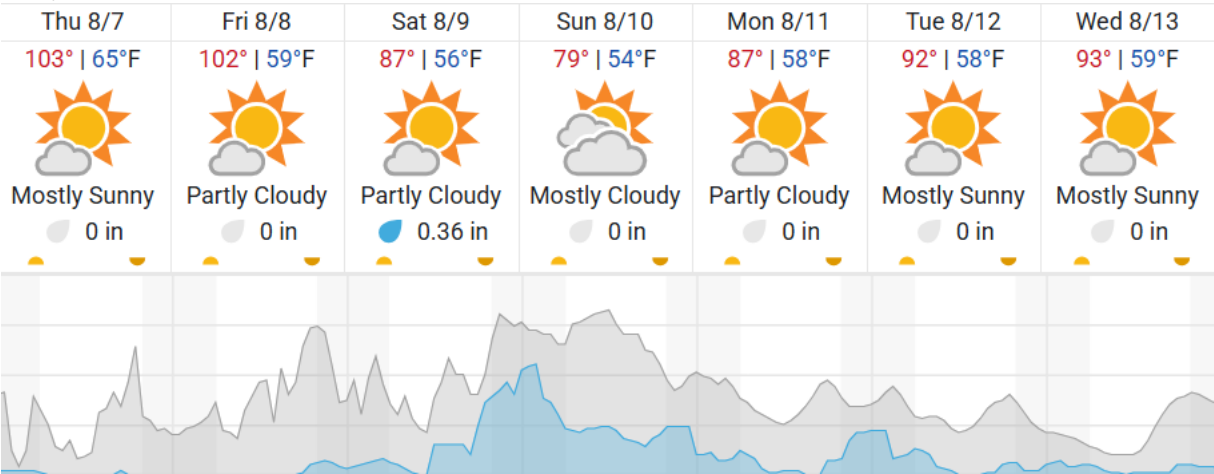 Thu 8/7 Fri 8/8 Sat 8/9 Sun 8/10 Mon 8/11 Tue 8/12 Wed 8/13
103° | 65°F 102° | 59°F 87° | 56°F 79° | 54°F 87° | 58°F 92° | 58°F 93° | 59°F
Mostly Sunny Partly Cloudy Partly Cloudy Mostly Cloudy Partly Cloudy Mostly Sunny Mostly Sunny
0 in 0 in 0.36 in 0 in 0 in 0 in 0 in